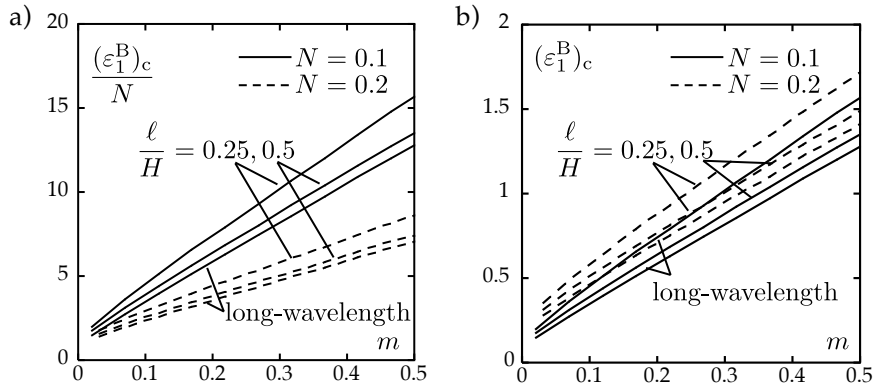 a)
20
15
10
5
0
(ε₁ᴮ)c
N
N = 0.1
N = 0.2
ℓ
H
= 0.25, 0.5
long-wavelength
m
0 0.1 0.2 0.3 0.4 0.5
b)
2
1.5
1
0.5
0
(ε₁ᴮ)c
N = 0.1
N = 0.2
ℓ
H
= 0.25, 0.5
long-wavelength
m
0 0.1 0.2 0.3 0.4 0.5